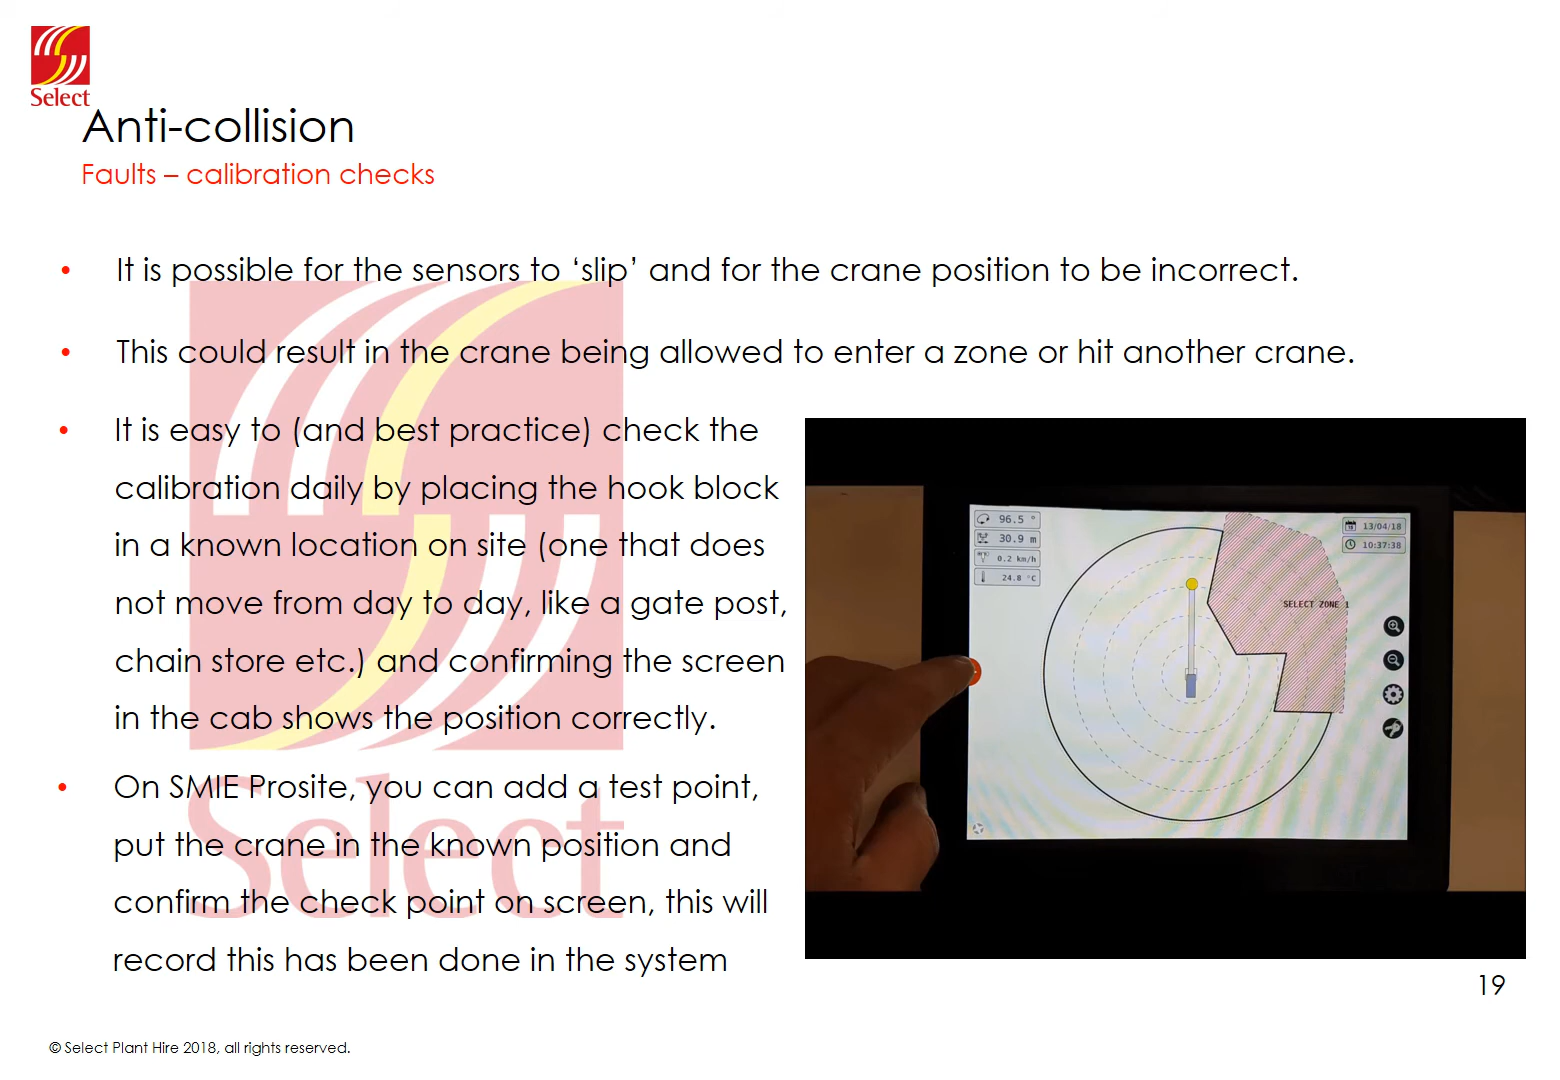 Select
Anti-collision
Faults – calibration checks
• It is possible for the sensors to ‘slip’ and for the crane position to be incorrect.
• This could result in the crane being allowed to enter a zone or hit another crane.
• It is easy to (and best practice) check the
calibration daily by placing the hook block
in a known location on site (one that does
not move from day to day, like a gate post,
chain store etc.) and confirming the screen
in the cab shows the position correctly.
• On SMIE Prosite, you can add a test point,
put the crane in the known position and
confirm the check point on screen, this will
record this has been done in the system
Select
96.5 °
30.9 m
0.2 km/h
24.8 °C
13/04/18
10:37:38
SELECT ZONE 1
19
© Select Plant Hire 2018, all rights reserved.